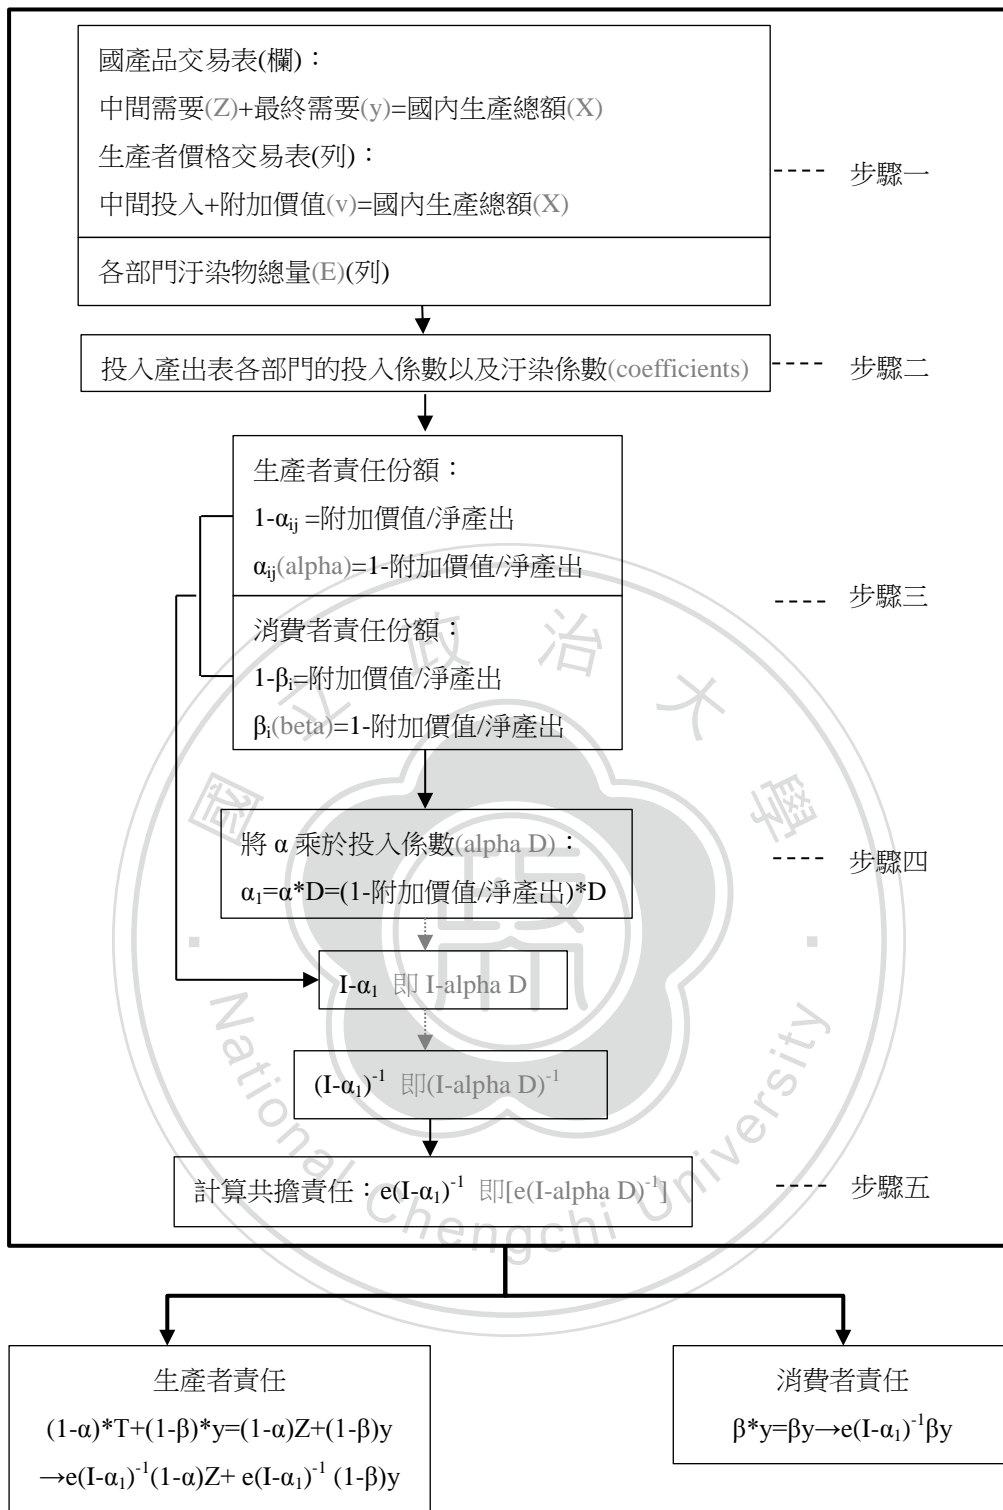 國產品交易表(欄)：
中間需要(Z)+最終需要(y)=國內生產總額(X)
生產者價格交易表(列)：
中間投入+附加價值(v)=國內生產總額(X)
步驟一
各部門汙染物總量(E)(列)
投入產出表各部門的投入係數以及汙染係數(coefficients)
步驟二
生產者責任份額：
1-αij =附加價值/淨產出
αij(alpha)=1-附加價值/淨產出
步驟三
消費者責任份額：
1-βi=附加價值/淨產出
βi(beta)=1-附加價值/淨產出
將 α 乘於投入係數(alpha D)：
α1=α*D=(1-附加價值/淨產出)*D
步驟四
I-α1 即 I-alpha D
(I-α1)-1 即(I-alpha D)-1
計算共擔責任：e(I-α1)-1 即[e(I-alpha D)-1]
步驟五
國立政治大學
National Chengchi University
生產者責任
(1-α)*T+(1-β)*y=(1-α)Z+(1-β)y
→e(I-α1)-1(1-α)Z+ e(I-α1)-1 (1-β)y
消費者責任
β*y=βy→e(I-α1)-1βy